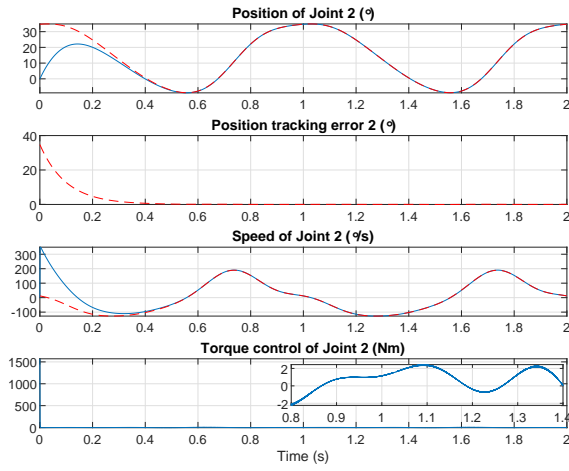 Position of Joint 2 (°)
30
20
10
0
0 0.2 0.4 0.6 0.8 1 1.2 1.4 1.6 1.8 2
Position tracking error 2 (°)
40
20
0
0 0.2 0.4 0.6 0.8 1 1.2 1.4 1.6 1.8 2
Speed of Joint 2 (°/s)
300
200
100
0
-100
0 0.2 0.4 0.6 0.8 1 1.2 1.4 1.6 1.8 2
Torque control of Joint 2 (Nm)
1500
1000
500
0
2
0
-2
0.8 0.9 1 1.1 1.2 1.3 1.4
0 0.2 0.4 0.6 0.8 1 1.2 1.4 1.6 1.8 2
Time (s)